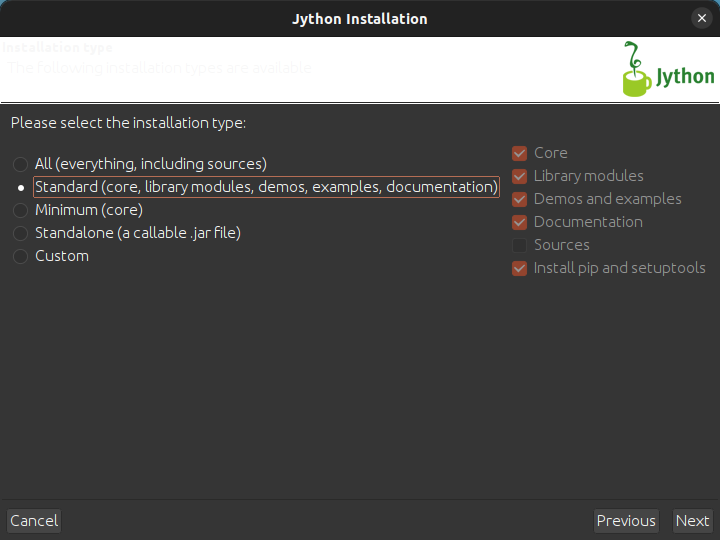 Jython Installation
Installation type
The following installation types are available
Jython
Please select the installation type:
All (everything, including sources)
Standard (core, library modules, demos, examples, documentation)
Minimum (core)
Standalone (a callable .jar file)
Custom
Core
Library modules
Demos and examples
Documentation
Sources
Install pip and setuptools
Cancel
Previous
Next